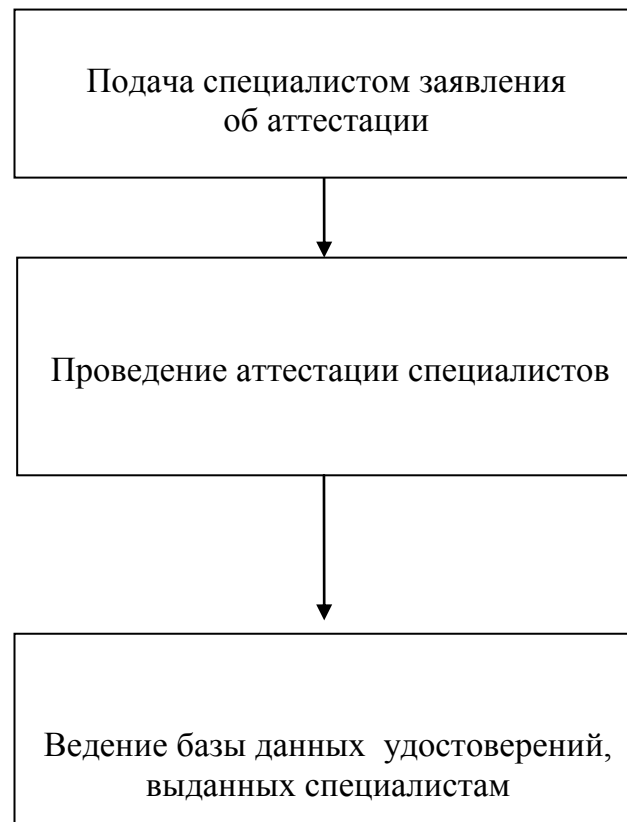 Подача специалистом заявления
об аттестации
Проведение аттестации специалистов
Ведение базы данных удостоверений,
выданных специалистам